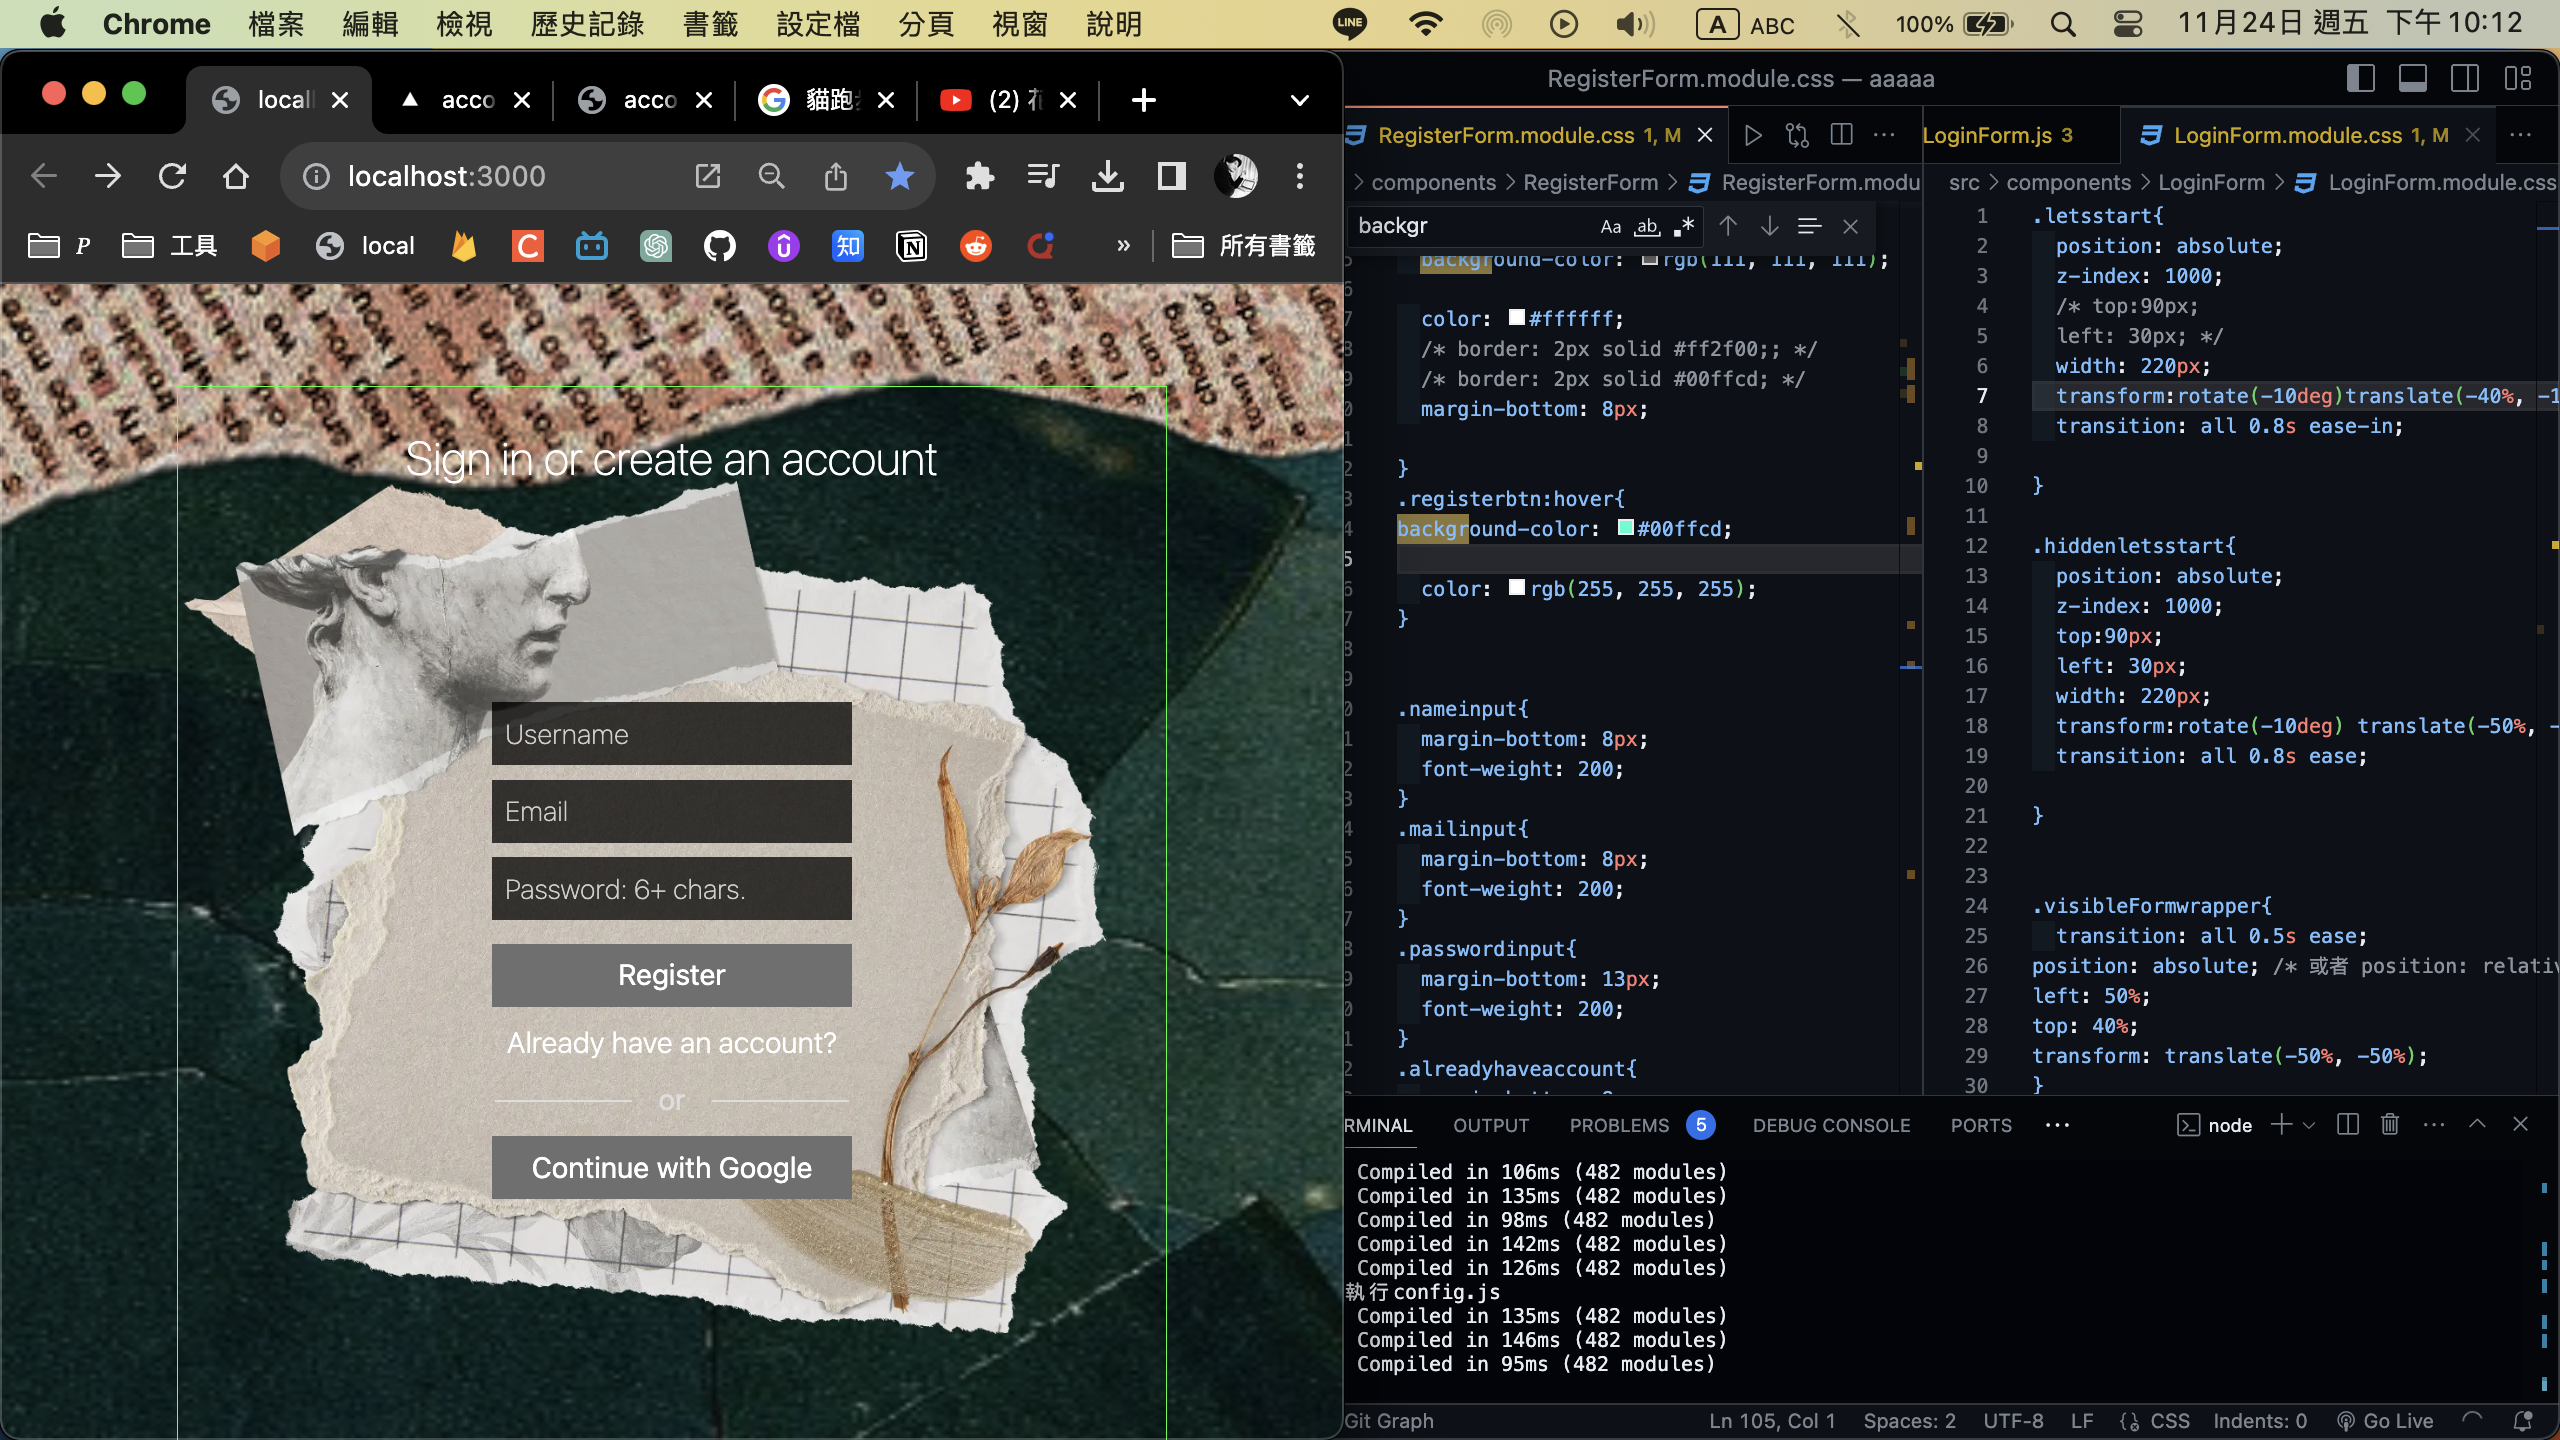 Chrome 檔案 編輯 檢視 歷史記錄 書籤 設定檔 分頁 視窗 說明
LINE A ABC 100% 11月24日 週五 下午10:12
locall acco acco 貓跑 (2)
localhost:3000
P 工具 local C 知 N » 所有書籤
Sign in or create an account
Username
Email
Password: 6+ chars.
Register
Already have an account?
or
Continue with Google
RegisterForm.module.css — aaaaa
RegisterForm.module.css 1, M
> components > RegisterForm > RegisterForm.modu
backgr Aa ab .*
background-color: rgb(111, 111, 111);
color: #ffffff;
/* border: 2px solid #ff2f00;; */
/* border: 2px solid #00ffcd; */
margin-bottom: 8px;
}
.registerbtn:hover{
background-color: #00ffcd;
color: rgb(255, 255, 255);
}
.nameinput{
margin-bottom: 8px;
font-weight: 200;
}
.mailinput{
margin-bottom: 8px;
font-weight: 200;
}
.passwordinput{
margin-bottom: 13px;
font-weight: 200;
}
.alreadyhaveaccount{
LoginForm.js 3 LoginForm.module.css 1, M
src > components > LoginForm > LoginForm.module.css
1 .letsstart{
2 position: absolute;
3 z-index: 1000;
4 /* top:90px;
5 left: 30px; */
6 width: 220px;
7 transform:rotate(-10deg)translate(-40%, -1
8 transition: all 0.8s ease-in;
9
10 }
11
12 .hiddenletsstart{
13 position: absolute;
14 z-index: 1000;
15 top:90px;
16 left: 30px;
17 width: 220px;
18 transform:rotate(-10deg) translate(-50%, -
19 transition: all 0.8s ease;
20
21 }
22
23
24 .visibleFormwrapper{
25 transition: all 0.5s ease;
26 position: absolute; /* 或者 position: relativ
27 left: 50%;
28 top: 40%;
29 transform: translate(-50%, -50%);
30 }
RMINAL OUTPUT PROBLEMS 5 DEBUG CONSOLE PORTS node
Compiled in 106ms (482 modules)
Compiled in 135ms (482 modules)
Compiled in 98ms (482 modules)
Compiled in 142ms (482 modules)
Compiled in 126ms (482 modules)
執行config.js
Compiled in 135ms (482 modules)
Compiled in 146ms (482 modules)
Compiled in 95ms (482 modules)
Git Graph Ln 105, Col 1 Spaces: 2 UTF-8 LF CSS Indents: 0 Go Live